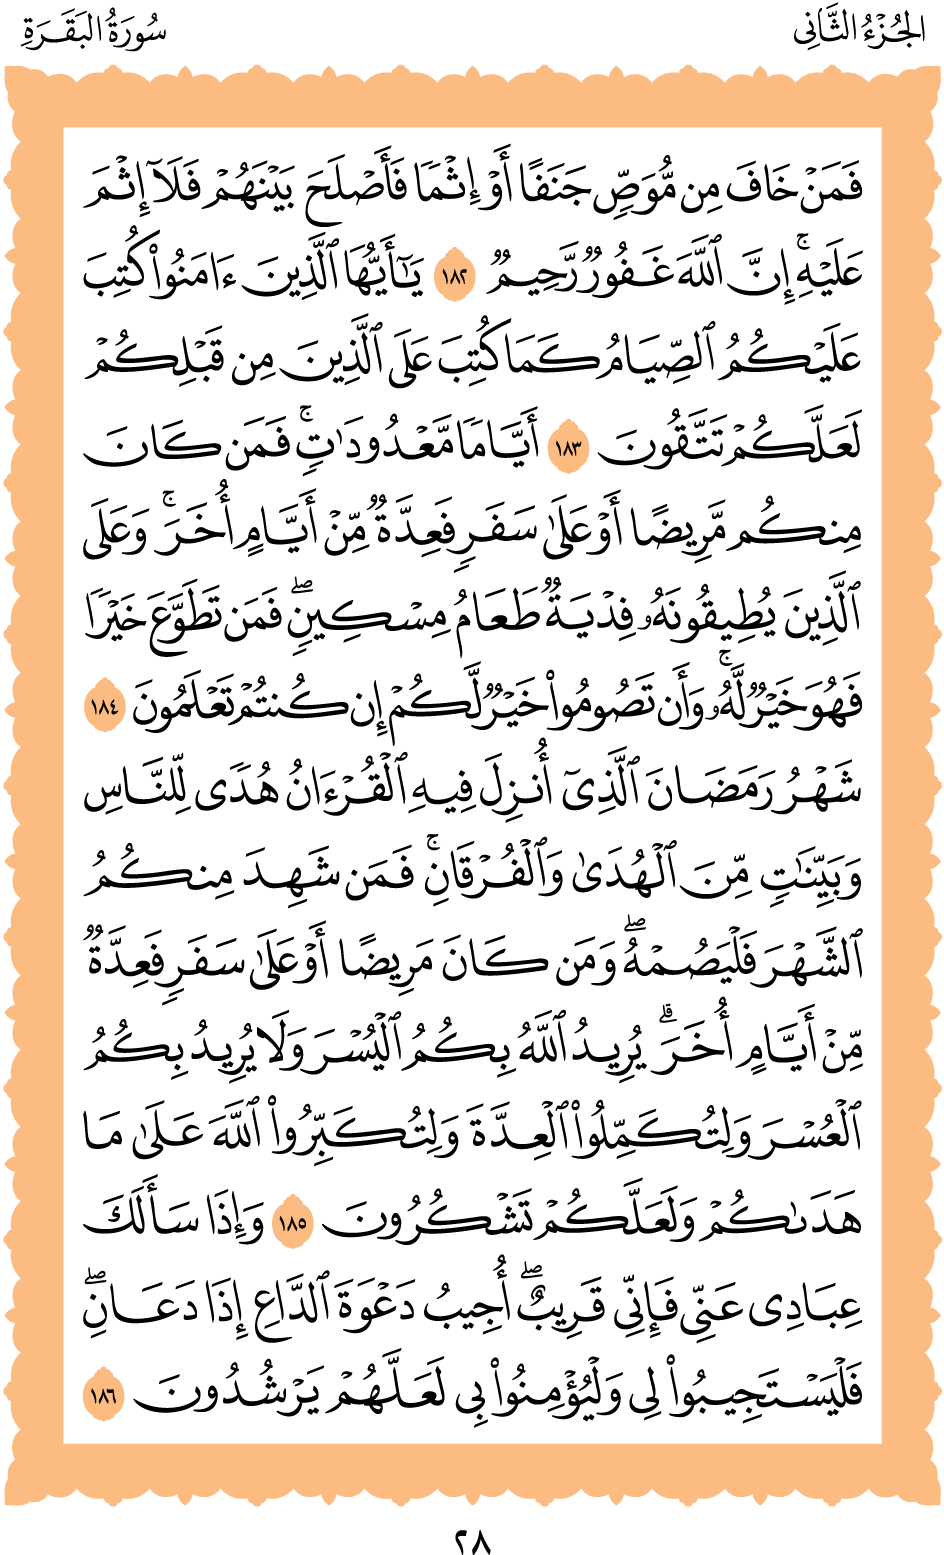 الجُزْءُ الثَّانِى
سُورَةُ البَقَرَةِ
فَمَنْ خَافَ مِن مُّوصٍ جَنَفًا أَوْ إِثْمًا فَأَصْلَحَ بَيْنَهُمْ فَلَآ إِثْمَ
عَلَيْهِۚ إِنَّ ٱللَّهَ غَفُورٌ رَّحِيمٌ ١٨٢ يَٰٓأَيُّهَا ٱلَّذِينَ ءَامَنُوا۟ كُتِبَ
عَلَيْكُمُ ٱلصِّيَامُ كَمَا كُتِبَ عَلَى ٱلَّذِينَ مِن قَبْلِكُمْ
لَعَلَّكُمْ تَتَّقُونَ ١٨٣ أَيَّامًا مَّعْدُودَٰتٍۚ فَمَن كَانَ
مِنكُم مَّرِيضًا أَوْ عَلَىٰ سَفَرٍ فَعِدَّةٌ مِّنْ أَيَّامٍ أُخَرَۚ وَعَلَى
ٱلَّذِينَ يُطِيقُونَهُۥ فِدْيَةٌ طَعَامُ مِسْكِينٍۖ فَمَن تَطَوَّعَ خَيْرًا
فَهُوَ خَيْرٌ لَّهُۥۚ وَأَن تَصُومُوا۟ خَيْرٌ لَّكُمْ إِن كُنتُمْ تَعْلَمُونَ ١٨٤
شَهْرُ رَمَضَانَ ٱلَّذِىٓ أُنزِلَ فِيهِ ٱلْقُرْءَانُ هُدًى لِّلنَّاسِ
وَبَيِّنَٰتٍ مِّنَ ٱلْهُدَىٰ وَٱلْفُرْقَانِۚ فَمَن شَهِدَ مِنكُمُ
ٱلشَّهْرَ فَلْيَصُمْهُۖ وَمَن كَانَ مَرِيضًا أَوْ عَلَىٰ سَفَرٍ فَعِدَّةٌ
مِّنْ أَيَّامٍ أُخَرَۗ يُرِيدُ ٱللَّهُ بِكُمُ ٱلْيُسْرَ وَلَا يُرِيدُ بِكُمُ
ٱلْعُسْرَ وَلِتُكَمِّلُوا۟ ٱلْعِدَّةَ وَلِتُكَبِّرُوا۟ ٱللَّهَ عَلَىٰ مَا
هَدَىٰكُمْ وَلَعَلَّكُمْ تَشْكُرُونَ ١٨٥ وَإِذَا سَأَلَكَ
عِبَادِى عَنِّى فَإِنِّى قَرِيبٌۖ أُجِيبُ دَعْوَةَ ٱلدَّاعِ إِذَا دَعَانِۖ
فَلْيَسْتَجِيبُوا۟ لِى وَلْيُؤْمِنُوا۟ بِى لَعَلَّهُمْ يَرْشُدُونَ ١٨٦
٢٨